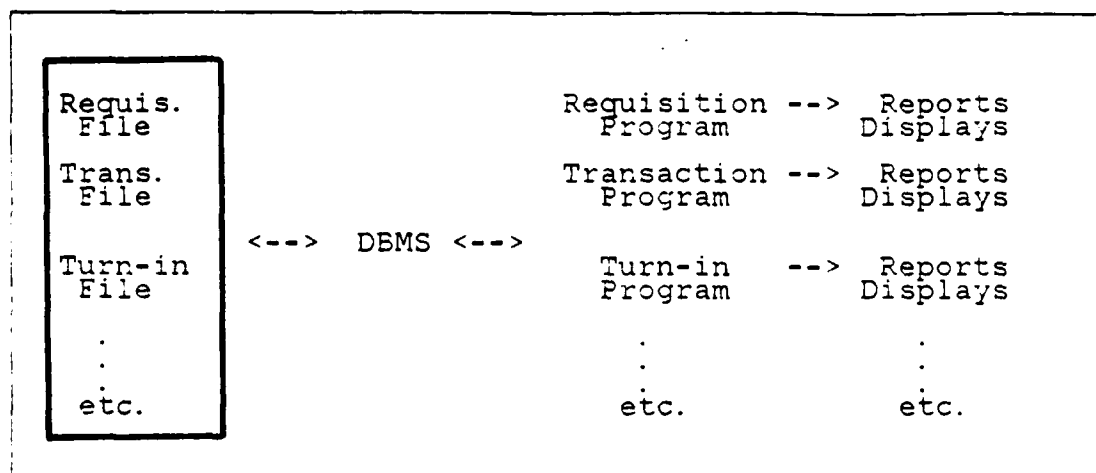 Requis.          Requisition --> Reports
File             Program         Displays
Trans.           Transaction --> Reports
File             Program         Displays
<--> DBMS <-->
Turn-in          Turn-in     --> Reports
File             Program         Displays
.                .               .
.                .               .
.                .               .
etc.             etc.            etc.